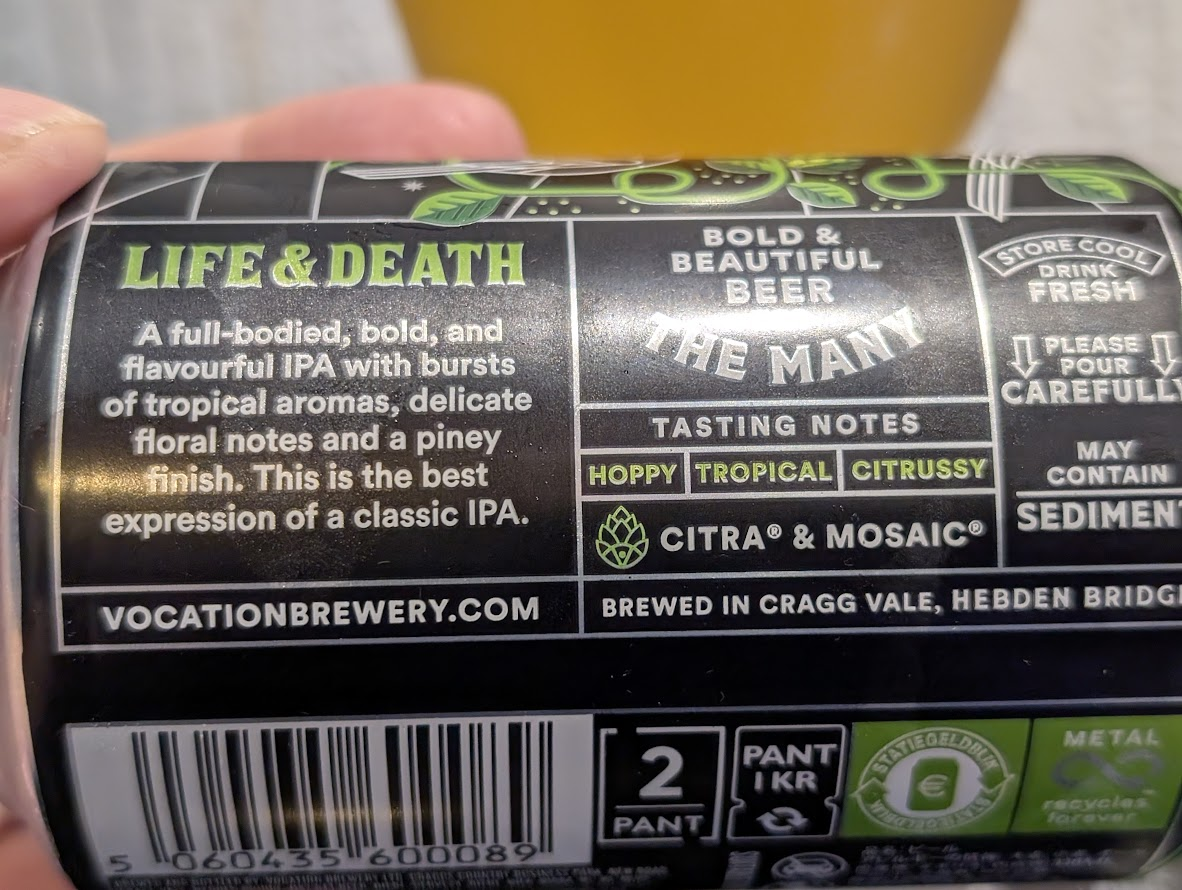 LIFE & DEATH
A full-bodied, bold, and
flavourful IPA with bursts
of tropical aromas, delicate
floral notes and a piney
finish. This is the best
expression of a classic IPA.
VOCATIONBREWERY.COM
BOLD &
BEAUTIFUL
BEER
THE MANY
TASTING NOTES
HOPPY TROPICAL CITRUSSY
CITRA® & MOSAIC®
BREWED IN CRAGG VALE, HEBDEN BRIDGE
STORE COOL
DRINK
FRESH
PLEASE
POUR
CAREFULLY
MAY
CONTAIN
SEDIMENT
5 060435 600089
2
PANT
PANT
1 KR
STATIEGELDBLIK
€
METAL
recycles
forever